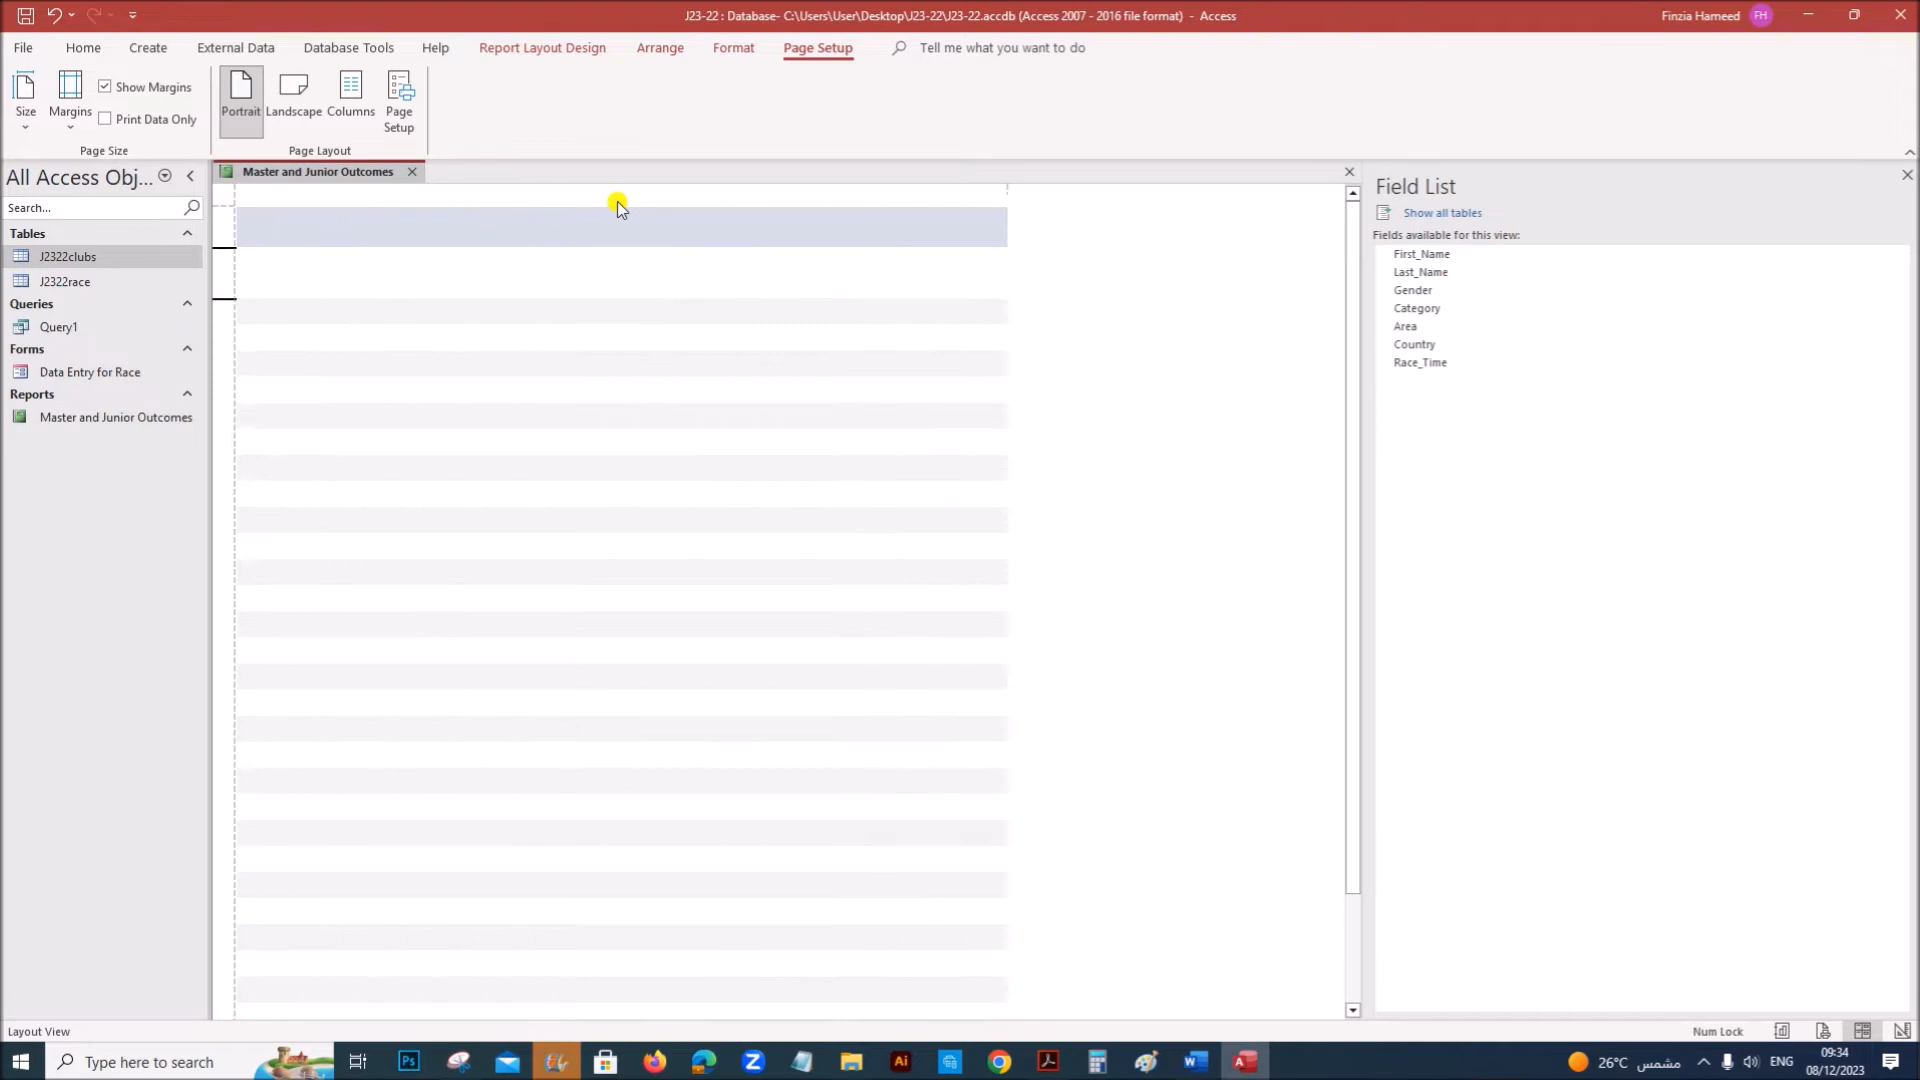 J23-22 : Database- C:\Users\User\Desktop\J23-22\J23-22.accdb (Access 2007 - 2016 file format) - Access
Finzia Hameed
FH
File
Home
Create
External Data
Database Tools
Help
Report Layout Design
Arrange
Format
Page Setup
Tell me what you want to do
Size
Margins
Show Margins
Print Data Only
Page Size
Portrait
Landscape
Columns
Page
Setup
Page Layout
All Access Obj...
Search...
Tables
J2322clubs
J2322race
Queries
Query1
Forms
Data Entry for Race
Reports
Master and Junior Outcomes
Master and Junior Outcomes
Field List
Show all tables
Fields available for this view:
First_Name
Last_Name
Gender
Category
Area
Country
Race_Time
Layout View
Num Lock
Type here to search
Ps
Ai
26°C مشمس
ENG
09:34
08/12/2023